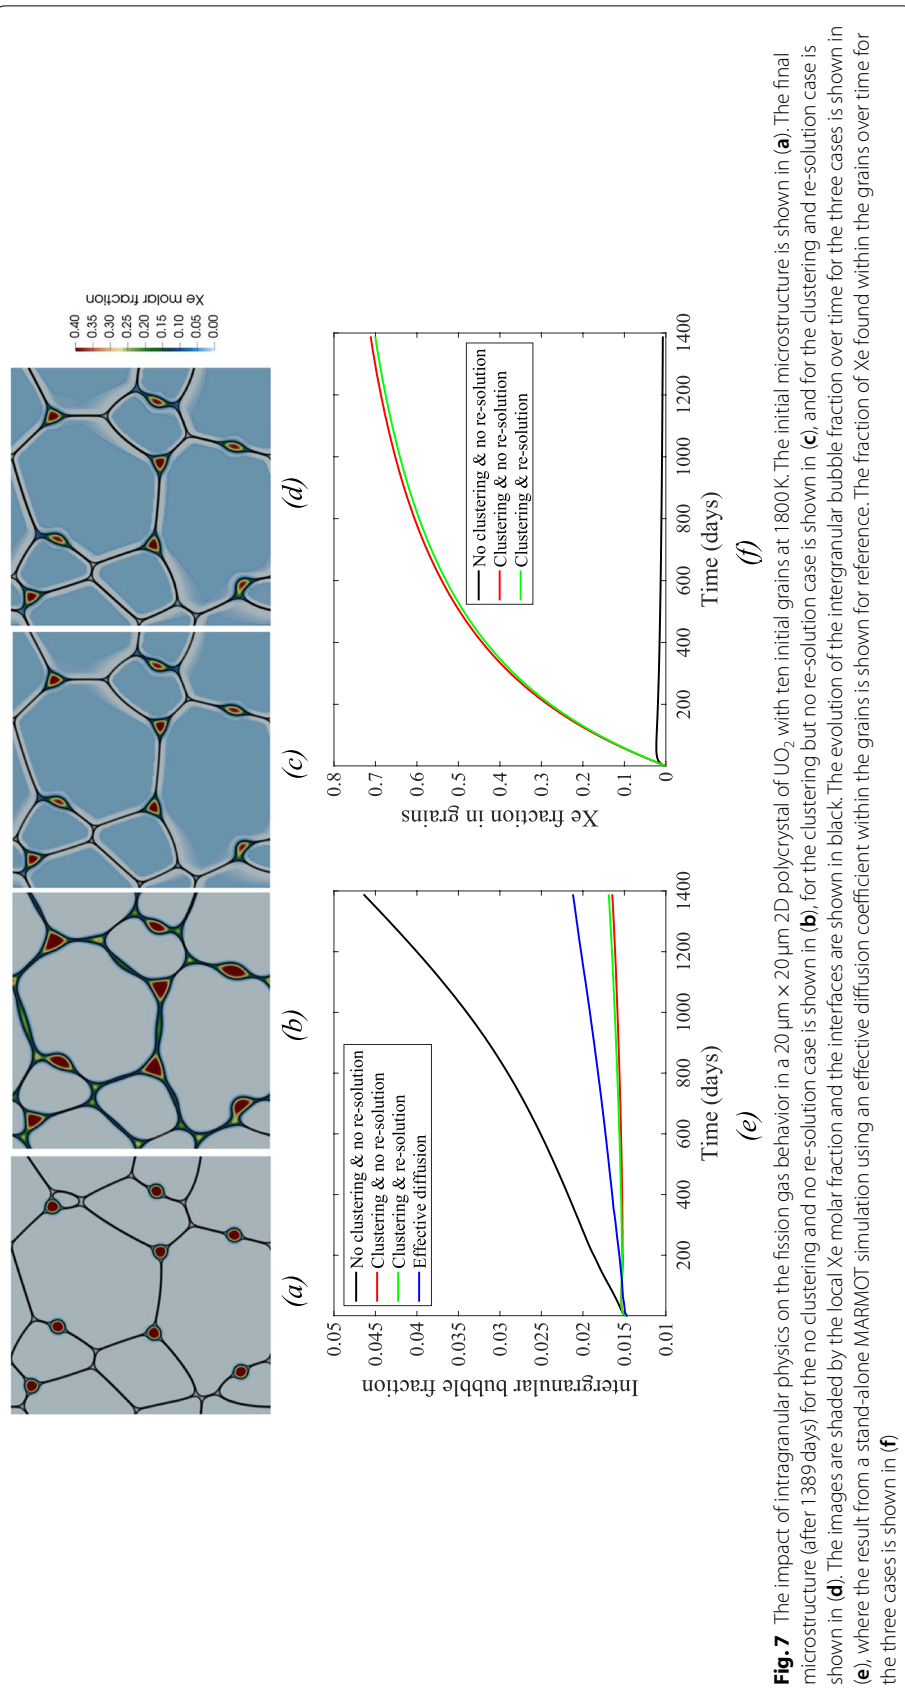 Xe molar fraction
0.40
0.35
0.30
0.25
0.20
0.15
0.10
0.05
0.00
(a)
(b)
(c)
(d)
0.05
0.045
0.04
0.035
0.03
0.025
0.02
0.015
0.01
Intergranular bubble fraction
No clustering & no re-solution
Clustering & no re-solution
Clustering & re-solution
Effective diffusion
200 400 600 800 1000 1200 1400
Time (days)
(e)
0.8
0.7
0.6
0.5
0.4
0.3
0.2
0.1
0
Xe fraction in grains
No clustering & no re-solution
Clustering & no re-solution
Clustering & re-solution
200 400 600 800 1000 1200 1400
Time (days)
(f)
Fig. 7 The impact of intragranular physics on the fission gas behavior in a 20 μm × 20 μm 2D polycrystal of UO2 with ten initial grains at 1800 K. The initial microstructure is shown in (a). The final
microstructure (after 1389 days) for the no clustering and no re-solution case is shown in (b), for the clustering but no re-solution case is shown in (c), and for the clustering and re-solution case is
shown in (d). The images are shaded by the local Xe molar fraction and the interfaces are shown in black. The evolution of the intergranular bubble fraction over time for the three cases is shown in
(e), where the result from a stand-alone MARMOT simulation using an effective diffusion coefficient within the grains is shown for reference. The fraction of Xe found within the grains over time for
the three cases is shown in (f)